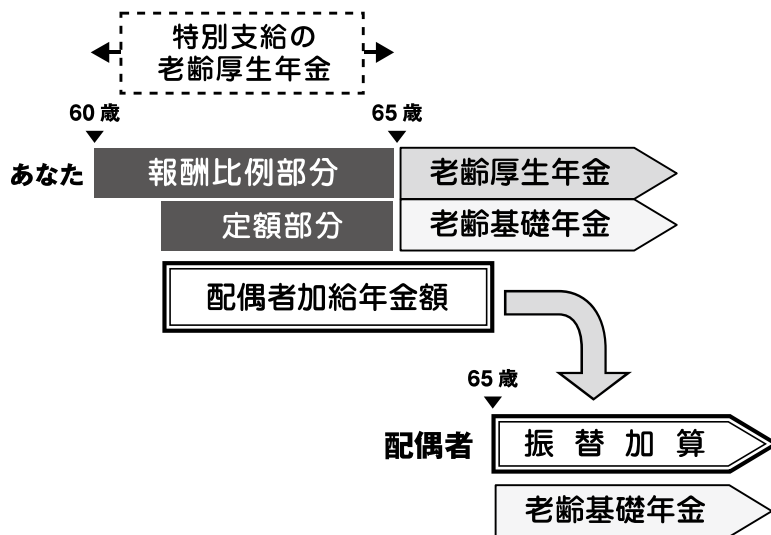 特別支給の
老齢厚生年金
60歳
65歳
あなた
報酬比例部分
老齢厚生年金
定額部分
老齢基礎年金
配偶者加給年金額
65歳
配偶者
振替加算
老齢基礎年金